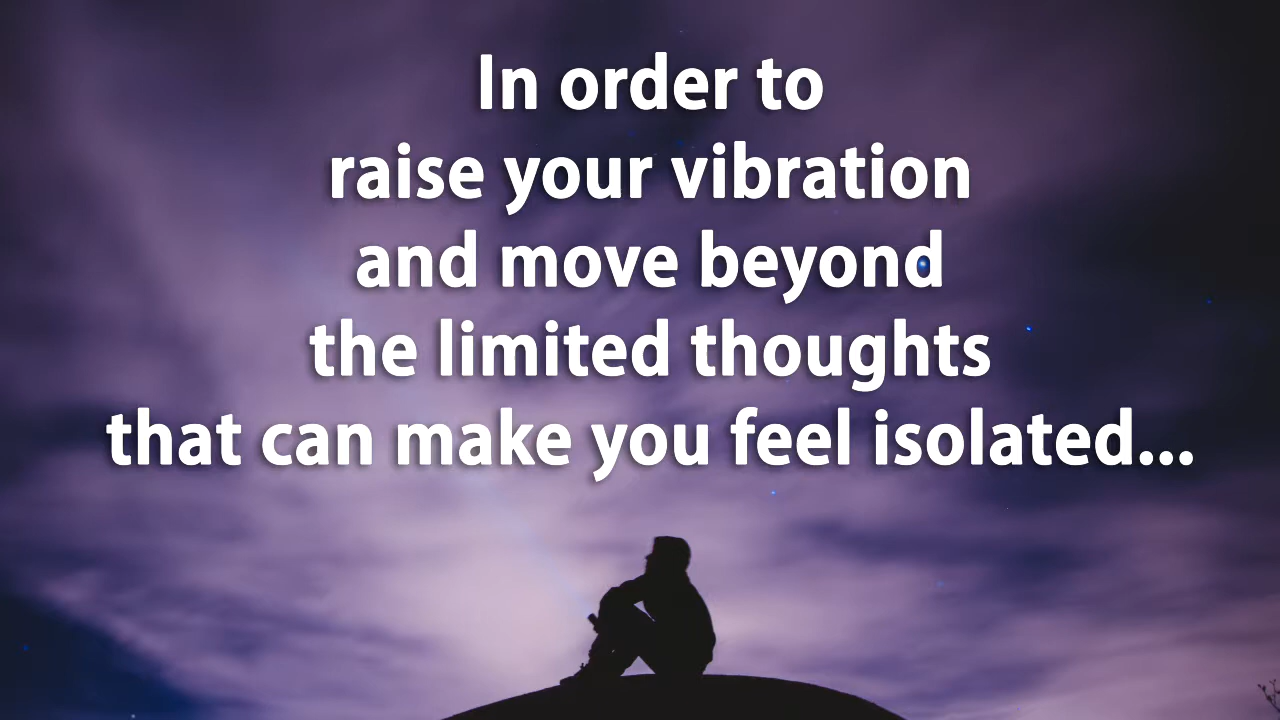 In order to
raise your vibration
and move beyond
the limited thoughts
that can make you feel isolated...